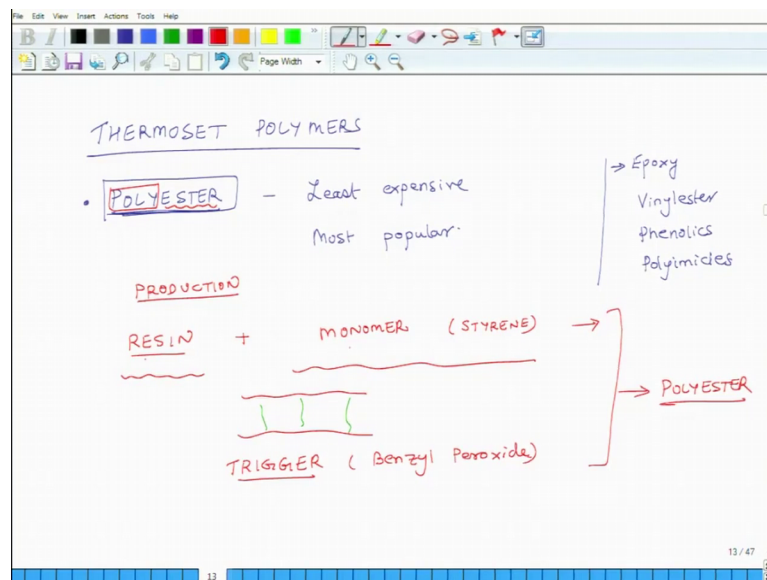 File Edit View Insert Actions Tools Help
B I
Page Width
THERMOSET POLYMERS
• POLYESTER – Least expensive
Most popular.
→ Epoxy
Vinylester
Phenolics
Polyimides
PRODUCTION
RESIN + MONOMER (STYRENE) →
→ POLYESTER
TRIGGER (Benzyl Peroxide)
13 / 47
13